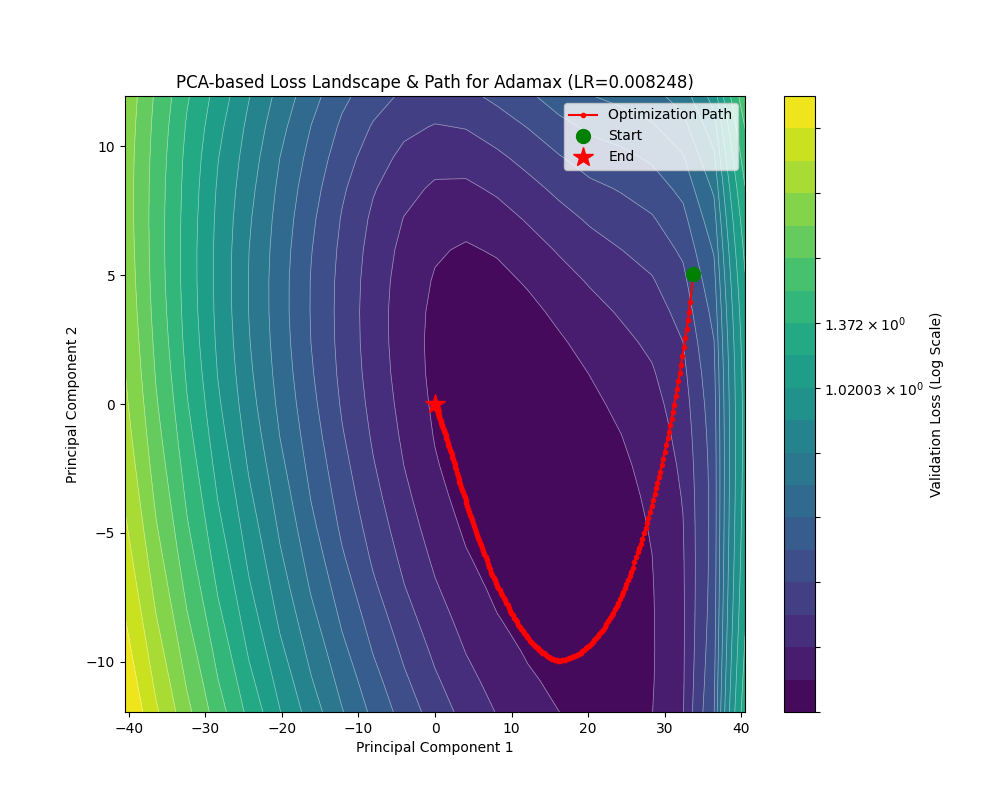 PCA-based Loss Landscape & Path for Adamax (LR=0.008248)
Optimization Path
Start
End
10
5
0
−5
−10
−40
−30
−20
−10
0
10
20
30
40
Principal Component 1
Principal Component 2
1.372 × 10⁰
1.02003 × 10⁰
Validation Loss (Log Scale)